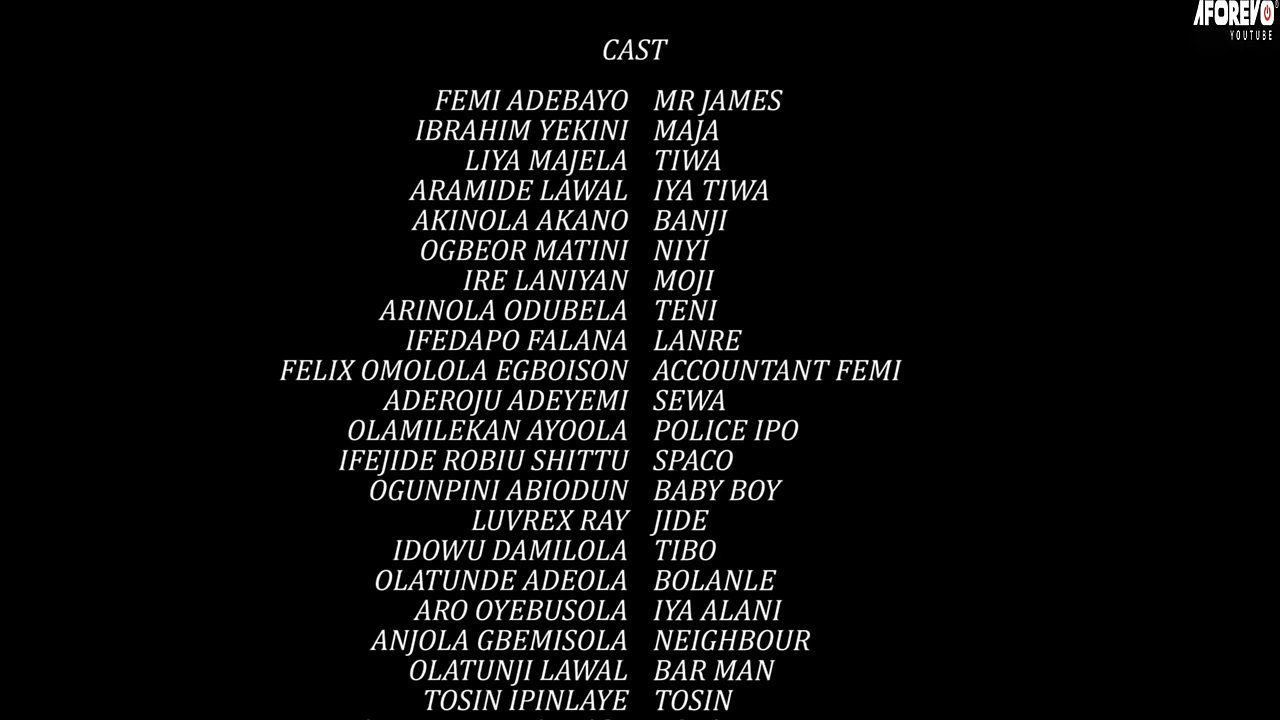 AFOREVO
YOUTUBE
CAST
FEMI ADEBAYO MR JAMES
IBRAHIM YEKINI MAJA
LIYA MAJELA TIWA
ARAMIDE LAWAL IYA TIWA
AKINOLA AKANO BANJI
OGBEOR MATINI NIYI
IRE LANIYAN MOJI
ARINOLA ODUBELA TENI
IFEDAPO FALANA LANRE
FELIX OMOLOLA EGBOISON ACCOUNTANT FEMI
ADEROJU ADEYEMI SEWA
OLAMILEKAN AYOOLA POLICE IPO
IFEJIDE ROBIU SHITTU SPACO
OGUNPINI ABIODUN BABY BOY
LUVREX RAY JIDE
IDOWU DAMILOLA TIBO
OLATUNDE ADEOLA BOLANLE
ARO OYEBUSOLA IYA ALANI
ANJOLA GBEMISOLA NEIGHBOUR
OLATUNJI LAWAL BAR MAN
TOSIN IPINLAYE TOSIN